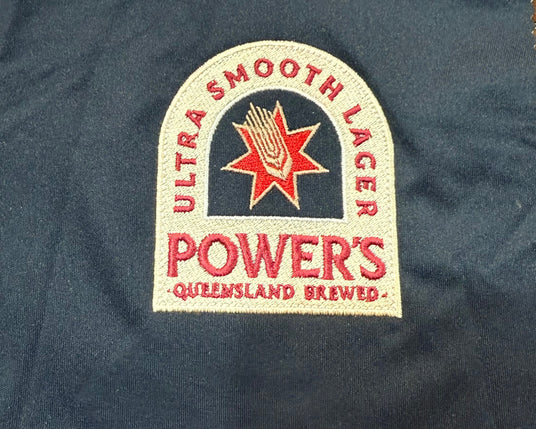 ULTRA SMOOTH LAGER
POWER'S
- QUEENSLAND BREWED -